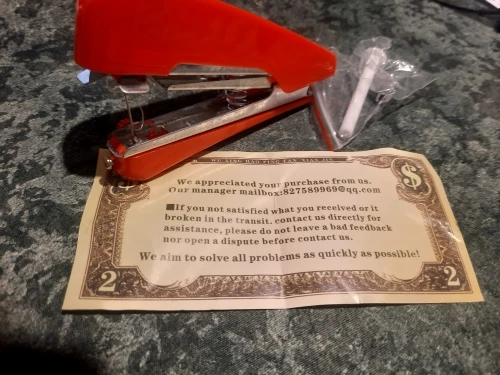 We appreciated your purchase from us.
Our manager mailbox:827589969@qq.com
■If you not satisfied what you received or it
broken in the transit. contact us directly for
assistance, please do not leave a bad feedback
nor open a dispute before contact us.
We aim to solve all problems as quickly as possible!
$
2
2